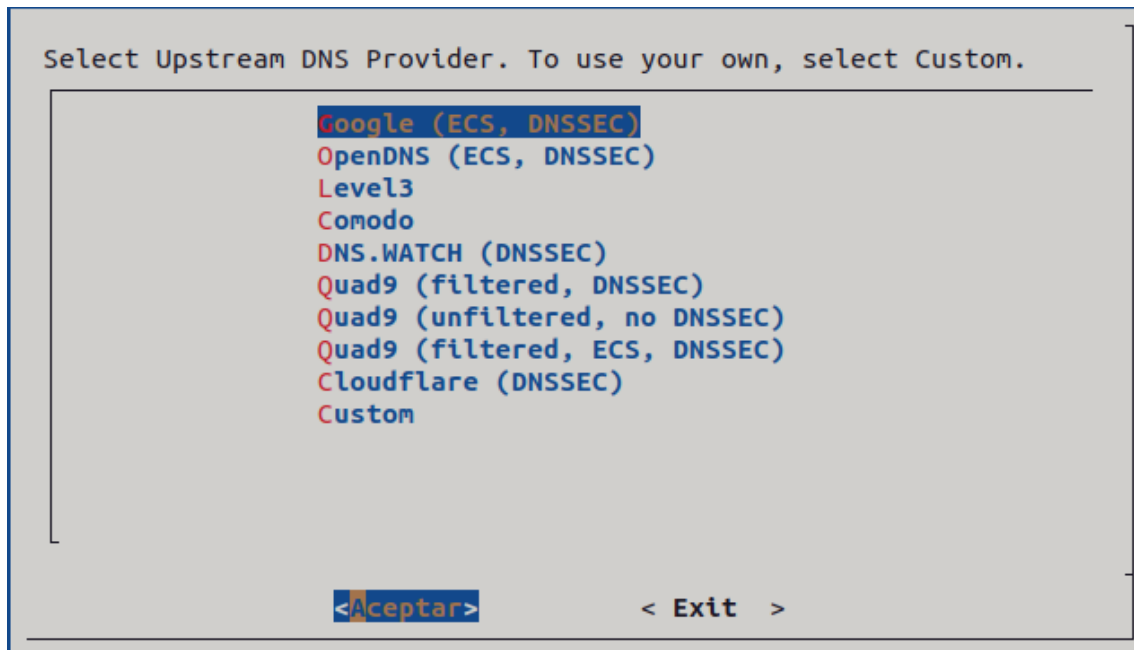 Select Upstream DNS Provider. To use your own, select Custom.
Google (ECS, DNSSEC)
OpenDNS (ECS, DNSSEC)
Level3
Comodo
DNS.WATCH (DNSSEC)
Quad9 (filtered, DNSSEC)
Quad9 (unfiltered, no DNSSEC)
Quad9 (filtered, ECS, DNSSEC)
Cloudflare (DNSSEC)
Custom
<Aceptar> < Exit >